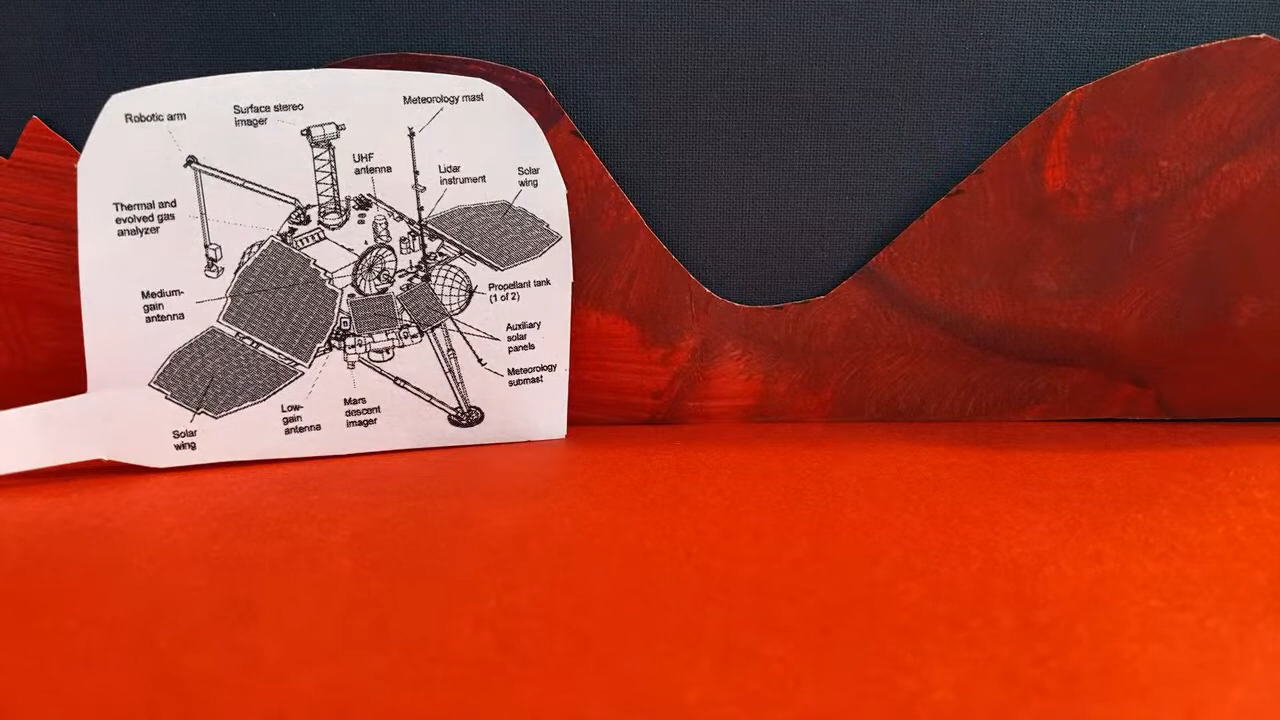 Robotic arm
Surface stereo
imager
Meteorology mast
UHF
antenna
Lidar
instrument
Solar
wing
Thermal and
evolved gas
analyzer
Medium-
gain
antenna
Propellant tank
(1 of 2)
Auxiliary
solar
panels
Meteorology
submast
Low-
gain
antenna
Mars
descent
imager
Solar
wing